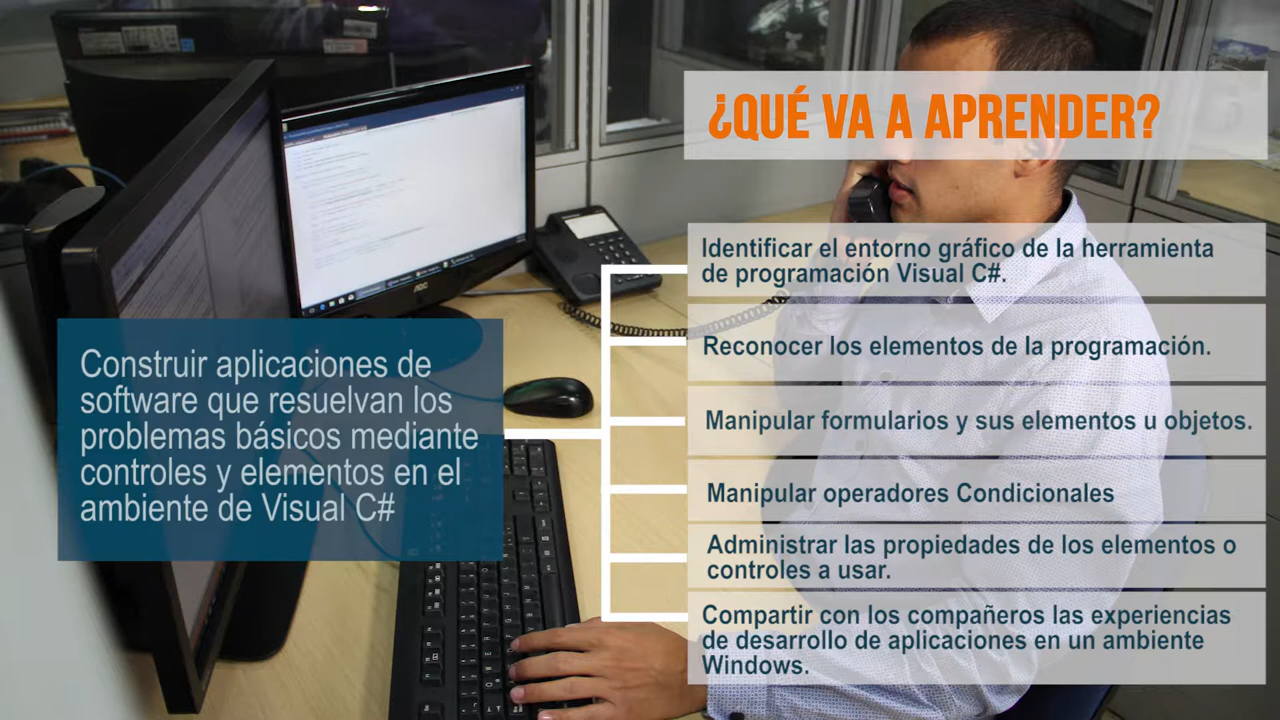 ¿QUÉ VA A APRENDER?
Construir aplicaciones de
software que resuelvan los
problemas básicos mediante
controles y elementos en el
ambiente de Visual C#
Identificar el entorno gráfico de la herramienta
de programación Visual C#.
Reconocer los elementos de la programación.
Manipular formularios y sus elementos u objetos.
Manipular operadores Condicionales
Administrar las propiedades de los elementos o
controles a usar.
Compartir con los compañeros las experiencias
de desarrollo de aplicaciones en un ambiente
Windows.
AOC